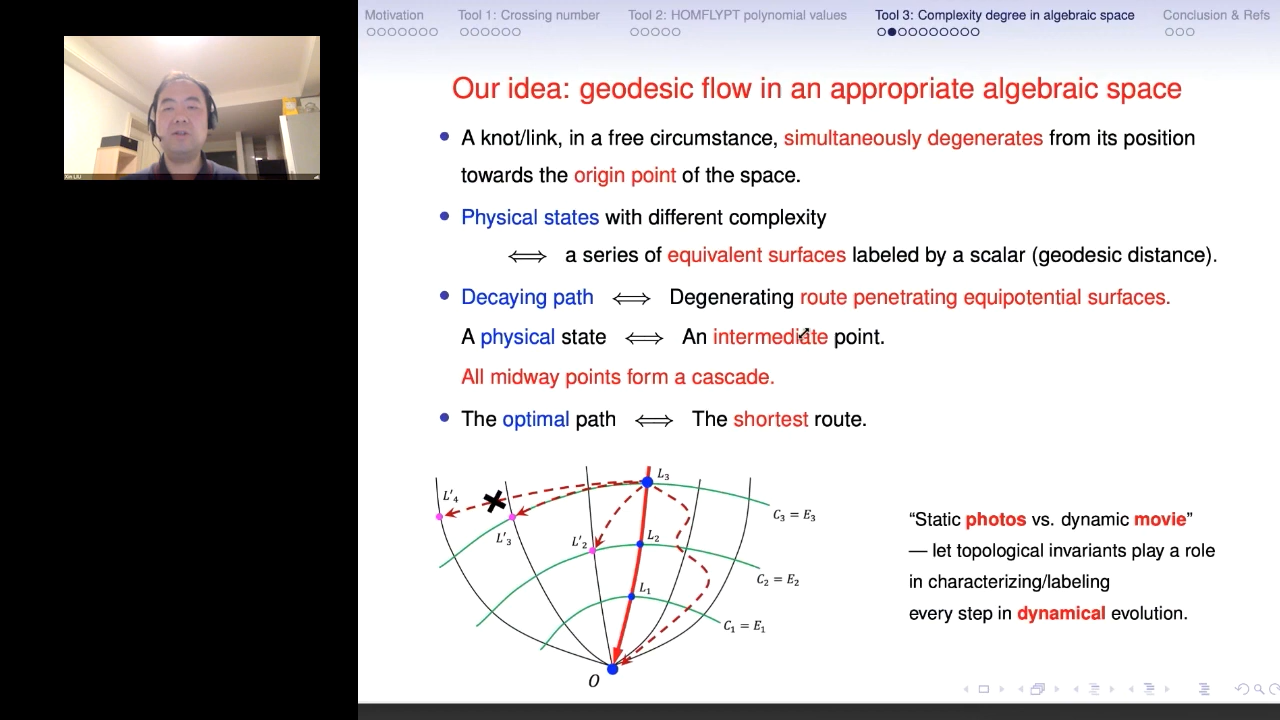 Motivation
Tool 1: Crossing number
Tool 2: HOMFLYPT polynomial values
Tool 3: Complexity degree in algebraic space
Conclusion & Refs
Our idea: geodesic flow in an appropriate algebraic space
A knot/link, in a free circumstance, simultaneously degenerates from its position
towards the origin point of the space.
Physical states with different complexity
⟺ a series of equivalent surfaces labeled by a scalar (geodesic distance).
Decaying path ⟺ Degenerating route penetrating equipotential surfaces.
A physical state ⟺ An intermediate point.
All midway points form a cascade.
The optimal path ⟺ The shortest route.
L₃
L'₄
C₃ = E₃
L'₃
L'₂
L₂
C₂ = E₂
L₁
C₁ = E₁
O
“Static photos vs. dynamic movie”
— let topological invariants play a role
in characterizing/labeling
every step in dynamical evolution.
Xin LIU